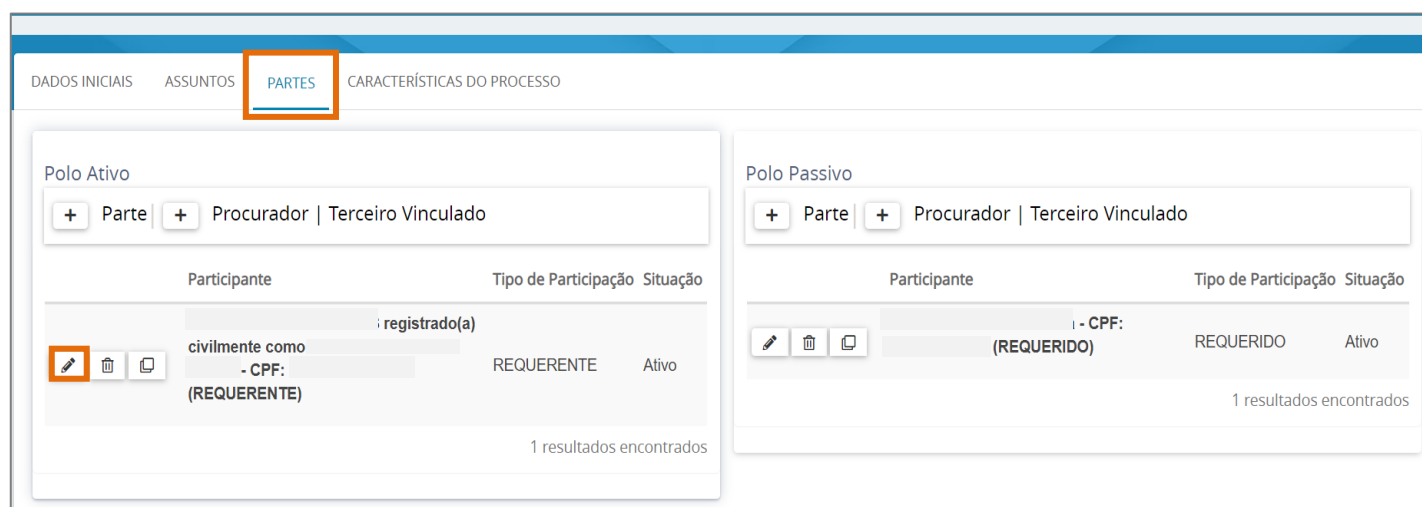 DADOS INICIAIS ASSUNTOS PARTES CARACTERÍSTICAS DO PROCESSO
Polo Ativo
+ Parte | + Procurador | Terceiro Vinculado
Participante Tipo de Participação Situação
registrado(a)
civilmente como
- CPF:
(REQUERENTE)
REQUERENTE Ativo
1 resultados encontrados
Polo Passivo
+ Parte | + Procurador | Terceiro Vinculado
Participante Tipo de Participação Situação
- CPF:
(REQUERIDO)
REQUERIDO Ativo
1 resultados encontrados